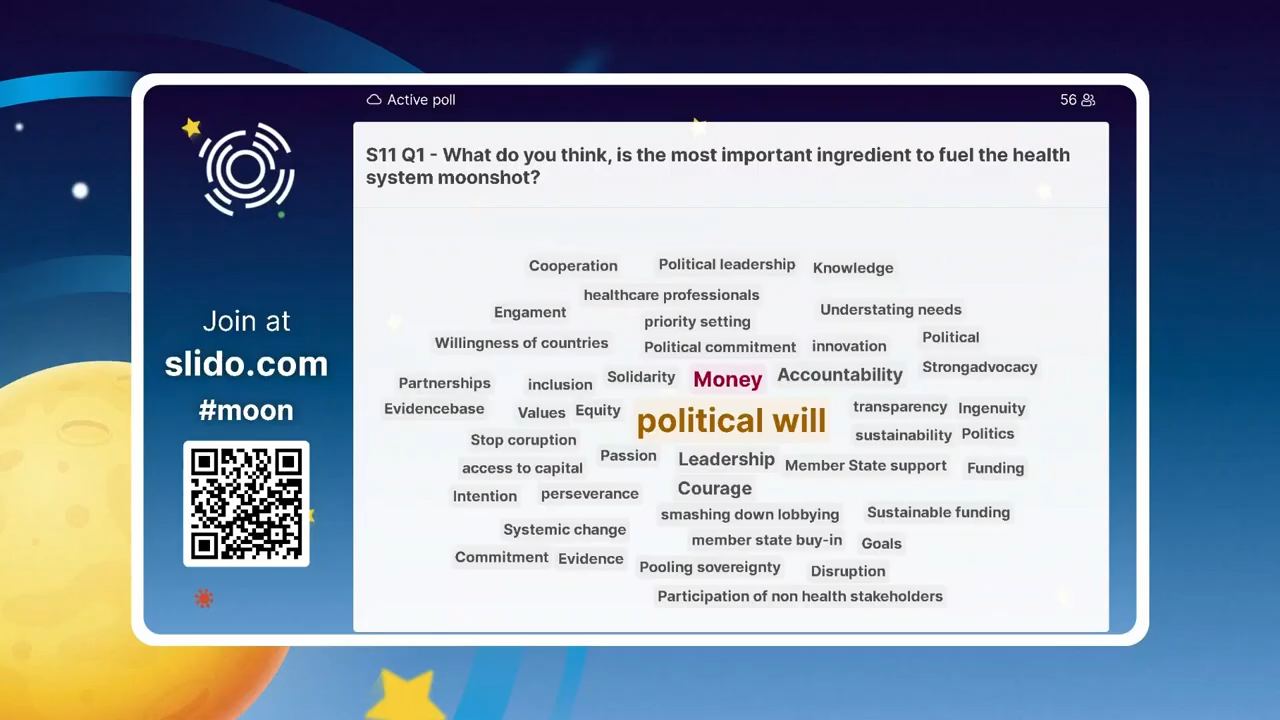 Active poll
56
S11 Q1 - What do you think, is the most important ingredient to fuel the health
system moonshot?
Join at
slido.com
#moon
Cooperation
Political leadership
Knowledge
healthcare professionals
Engament
Understating needs
priority setting
Willingness of countries
Political commitment
innovation
Political
Partnerships
inclusion
Solidarity
Money
Accountability
Strongadvocacy
Evidencebase
Values
Equity
political will
transparency
Ingenuity
Stop coruption
sustainability
Politics
access to capital
Passion
Leadership
Member State support
Funding
Intention
perseverance
Courage
smashing down lobbying
Sustainable funding
Systemic change
member state buy-in
Goals
Commitment
Evidence
Pooling sovereignty
Disruption
Participation of non health stakeholders